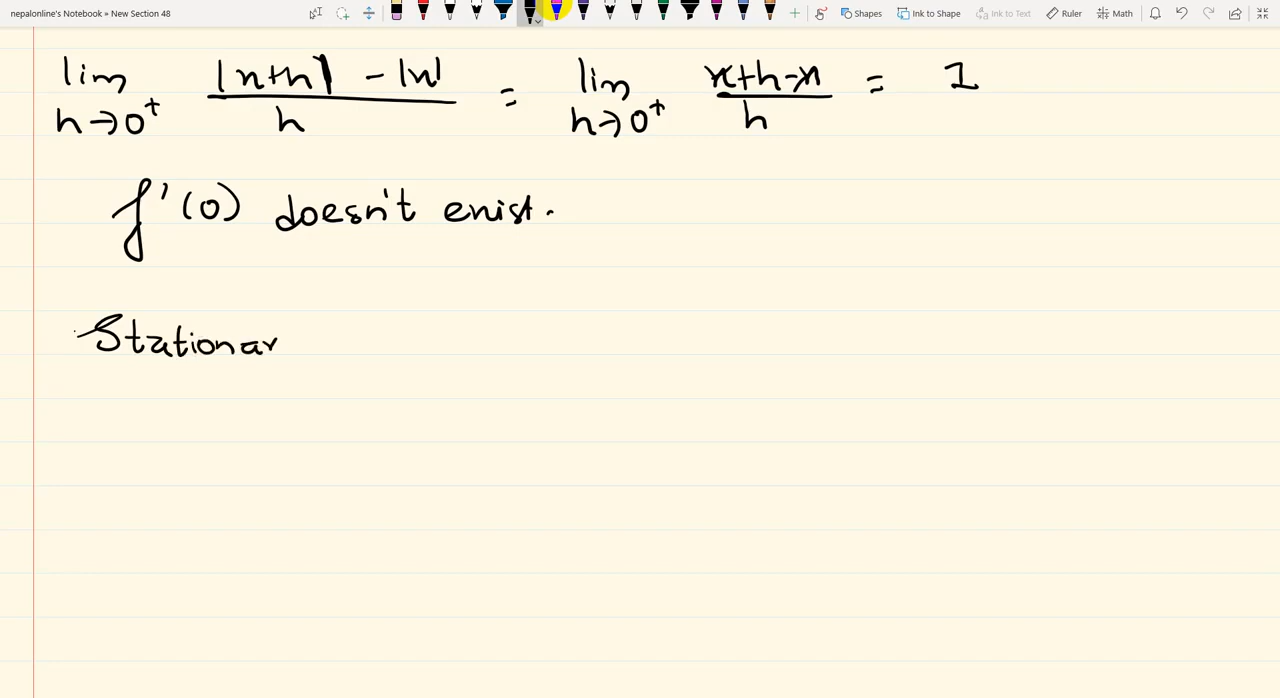 nepalonline's Notebook » New Section 48
Shapes Ink to Shape Ink to Text Ruler Math
lim h→0⁺ |x+h| - |x| / h = lim h→0⁺ x+h-x / h = 1
f'(0) doesn't exist.
Stationar